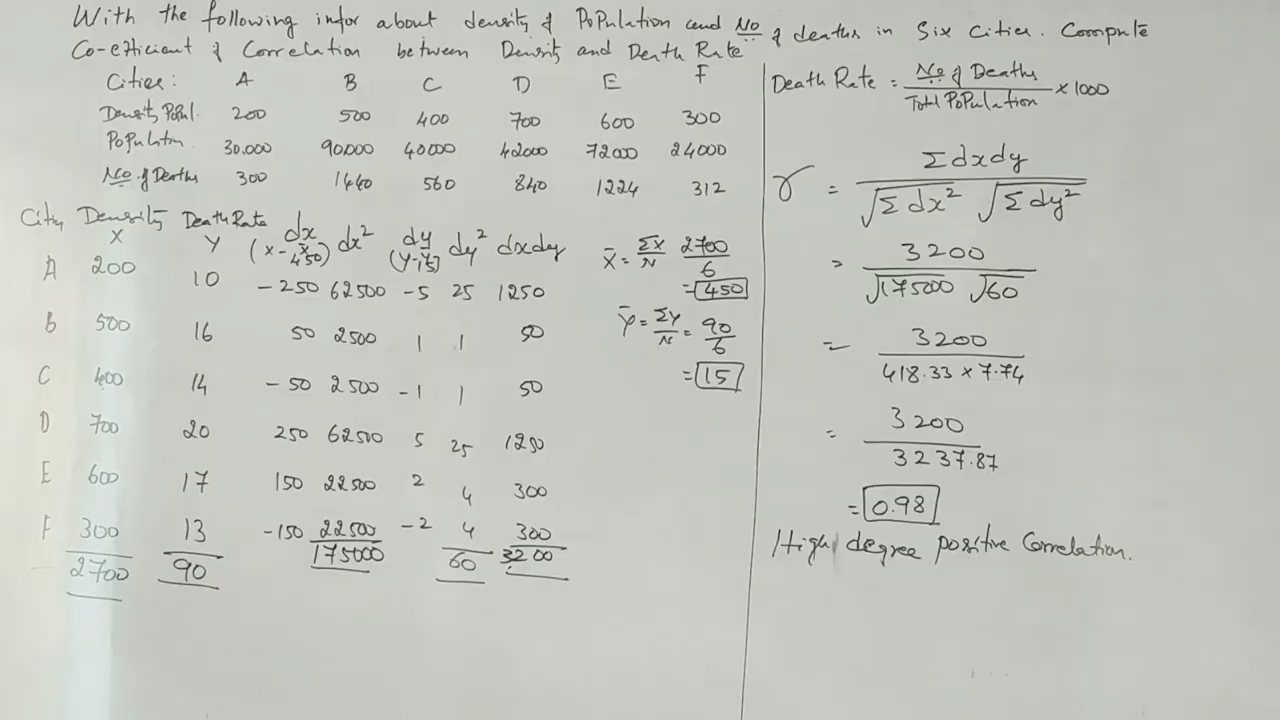 With the following infor about density of Population and No of deaths in Six Cities. Compute
Co-efficient of Correlation between Density and Death Rate
Cities: A B C D E F
Density Popul. 200 500 400 700 600 300
Population 30,000 90000 40000 42000 72000 24000
No. of Deaths 300 1440 560 840 1224 312
City Density X Death Rate Y dx (x-x̄ 450) dx² dy (y-ȳ 15) dy² dxdy
A 200 10 -250 62500 -5 25 1250
B 500 16 50 2500 1 1 50
C 400 14 -50 2500 -1 1 50
D 700 20 250 62500 5 25 1250
E 600 17 150 22500 2 4 300
F 300 13 -150 22500 -2 4 300
2700 90 175000 60 3200
X̄ = ΣX/N 2700/6
= 450
Ȳ = ΣY/N = 90/6
= 15
Death Rate = No of Deaths / Total Population × 1000
r = Σdxdy / √Σdx² √Σdy²
= 3200 / √175000 √60
= 3200 / 418.33 × 7.74
= 3200 / 3237.87
= 0.98
High degree positive Correlation.